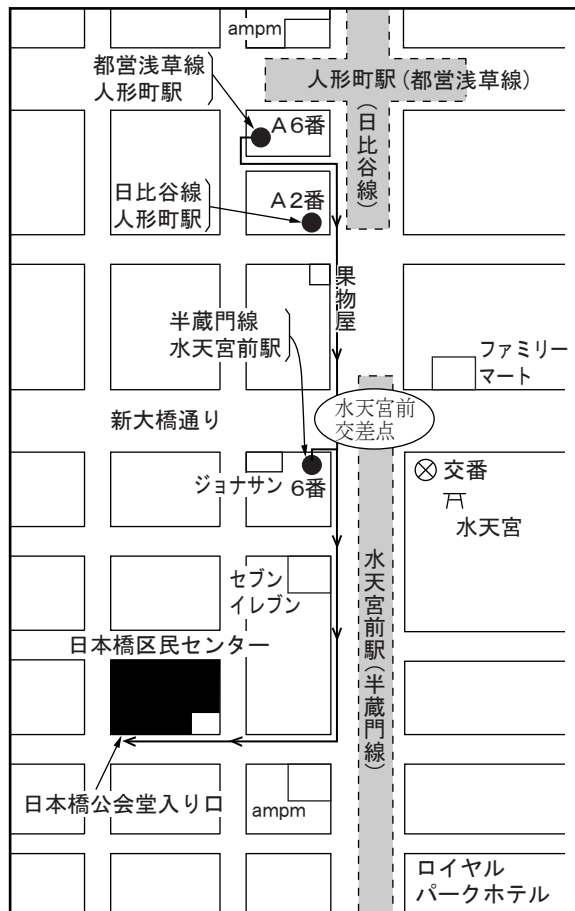 ampm
都営浅草線
人形町駅
人形町駅(都営浅草線)
A6番
(日比谷線)
日比谷線
人形町駅
A2番
果物屋
半蔵門線
水天宮前駅
ファミリー
マート
新大橋通り
水天宮前
交差点
ジョナサン
6番
交番
水天宮
セブン
イレブン
水天宮前駅(半蔵門線)
日本橋区民センター
日本橋公会堂入り口
ampm
ロイヤル
パークホテル